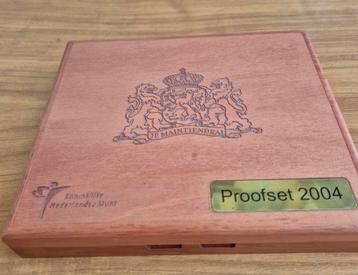 JE MAINTIENDRAI
Koninklijke
Nederlandse Munt
Proofset 2004